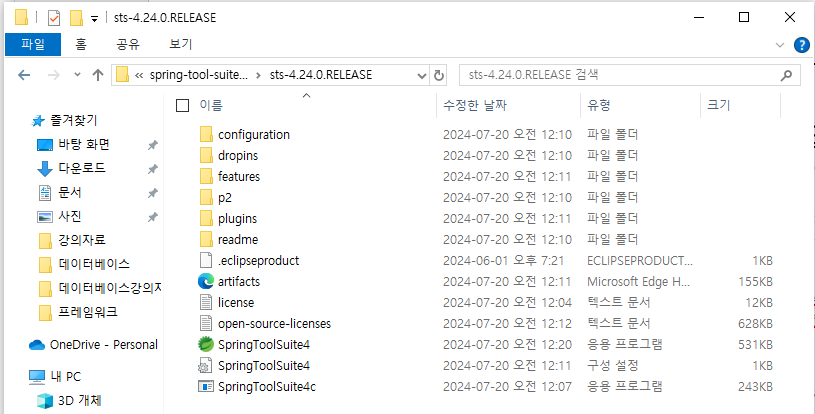 sts-4.24.0.RELEASE
파일 홈 공유 보기
spring-tool-suite... sts-4.24.0.RELEASE sts-4.24.0.RELEASE 검색
이름 수정한 날짜 유형 크기
즐겨찾기
바탕 화면
다운로드
문서
사진
강의자료
데이터베이스
데이터베이스강의자
프레임워크
OneDrive - Personal
내 PC
3D 개체
configuration 2024-07-20 오전 12:10 파일 폴더
dropins 2024-07-20 오전 12:10 파일 폴더
features 2024-07-20 오전 12:11 파일 폴더
p2 2024-07-20 오전 12:10 파일 폴더
plugins 2024-07-20 오전 12:11 파일 폴더
readme 2024-07-20 오전 12:10 파일 폴더
.eclipseproduct 2024-06-01 오후 7:21 ECLIPSEPRODUCT... 1KB
artifacts 2024-07-20 오전 12:11 Microsoft Edge H... 155KB
license 2024-07-20 오전 12:04 텍스트 문서 12KB
open-source-licenses 2024-07-20 오전 12:12 텍스트 문서 628KB
SpringToolSuite4 2024-07-20 오전 12:20 응용 프로그램 531KB
SpringToolSuite4 2024-07-20 오전 12:11 구성 설정 1KB
SpringToolSuite4c 2024-07-20 오전 12:07 응용 프로그램 243KB